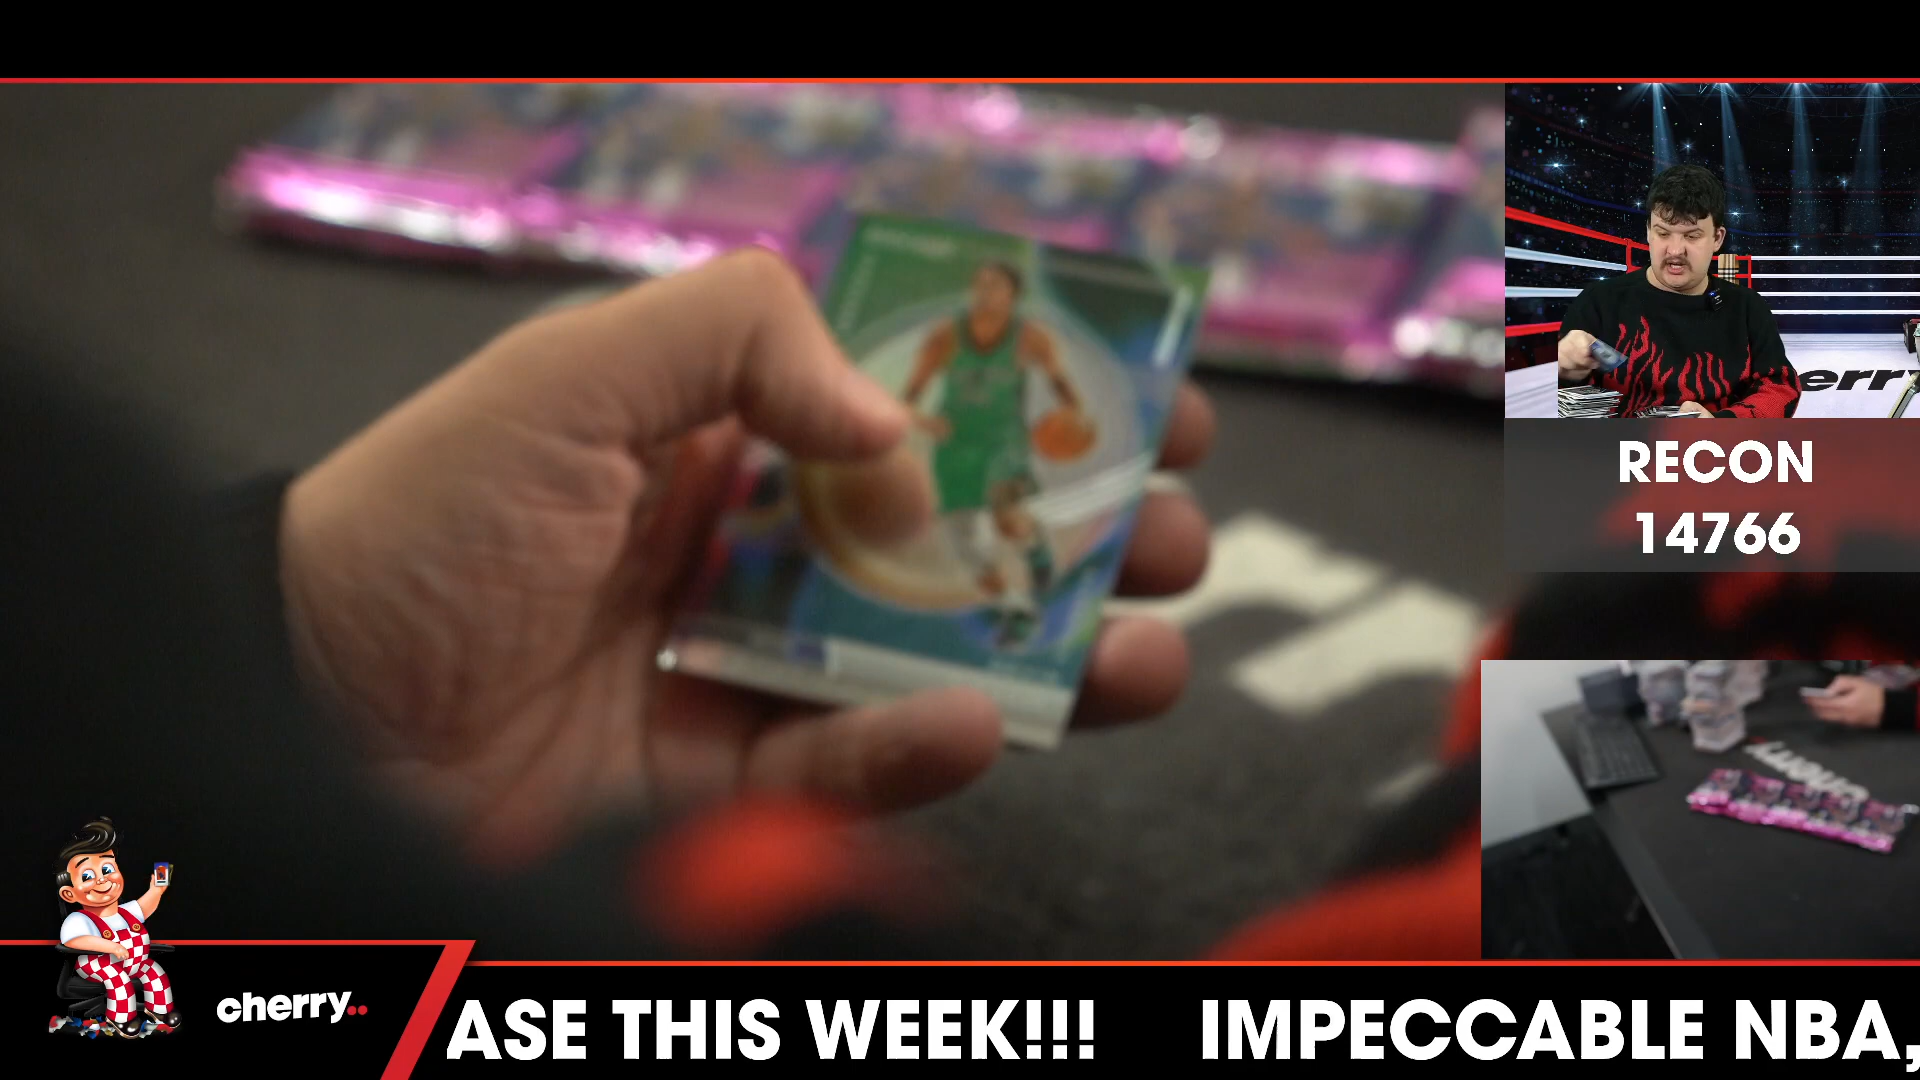 RECON
14766
cherry..
ASE THIS WEEK!!! IMPECCABLE NBA,